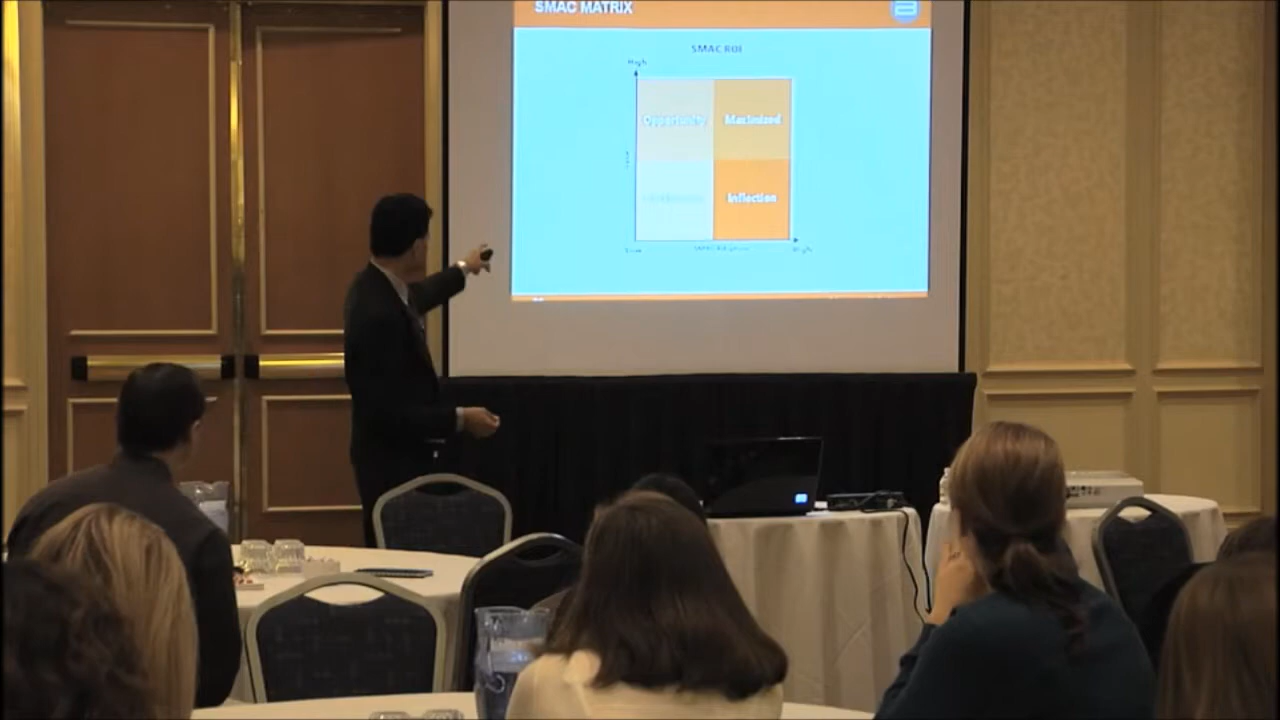 SMAC MATRIX
SMAC ROI
High
Opportunity
Maximized
Inflection
Low
High